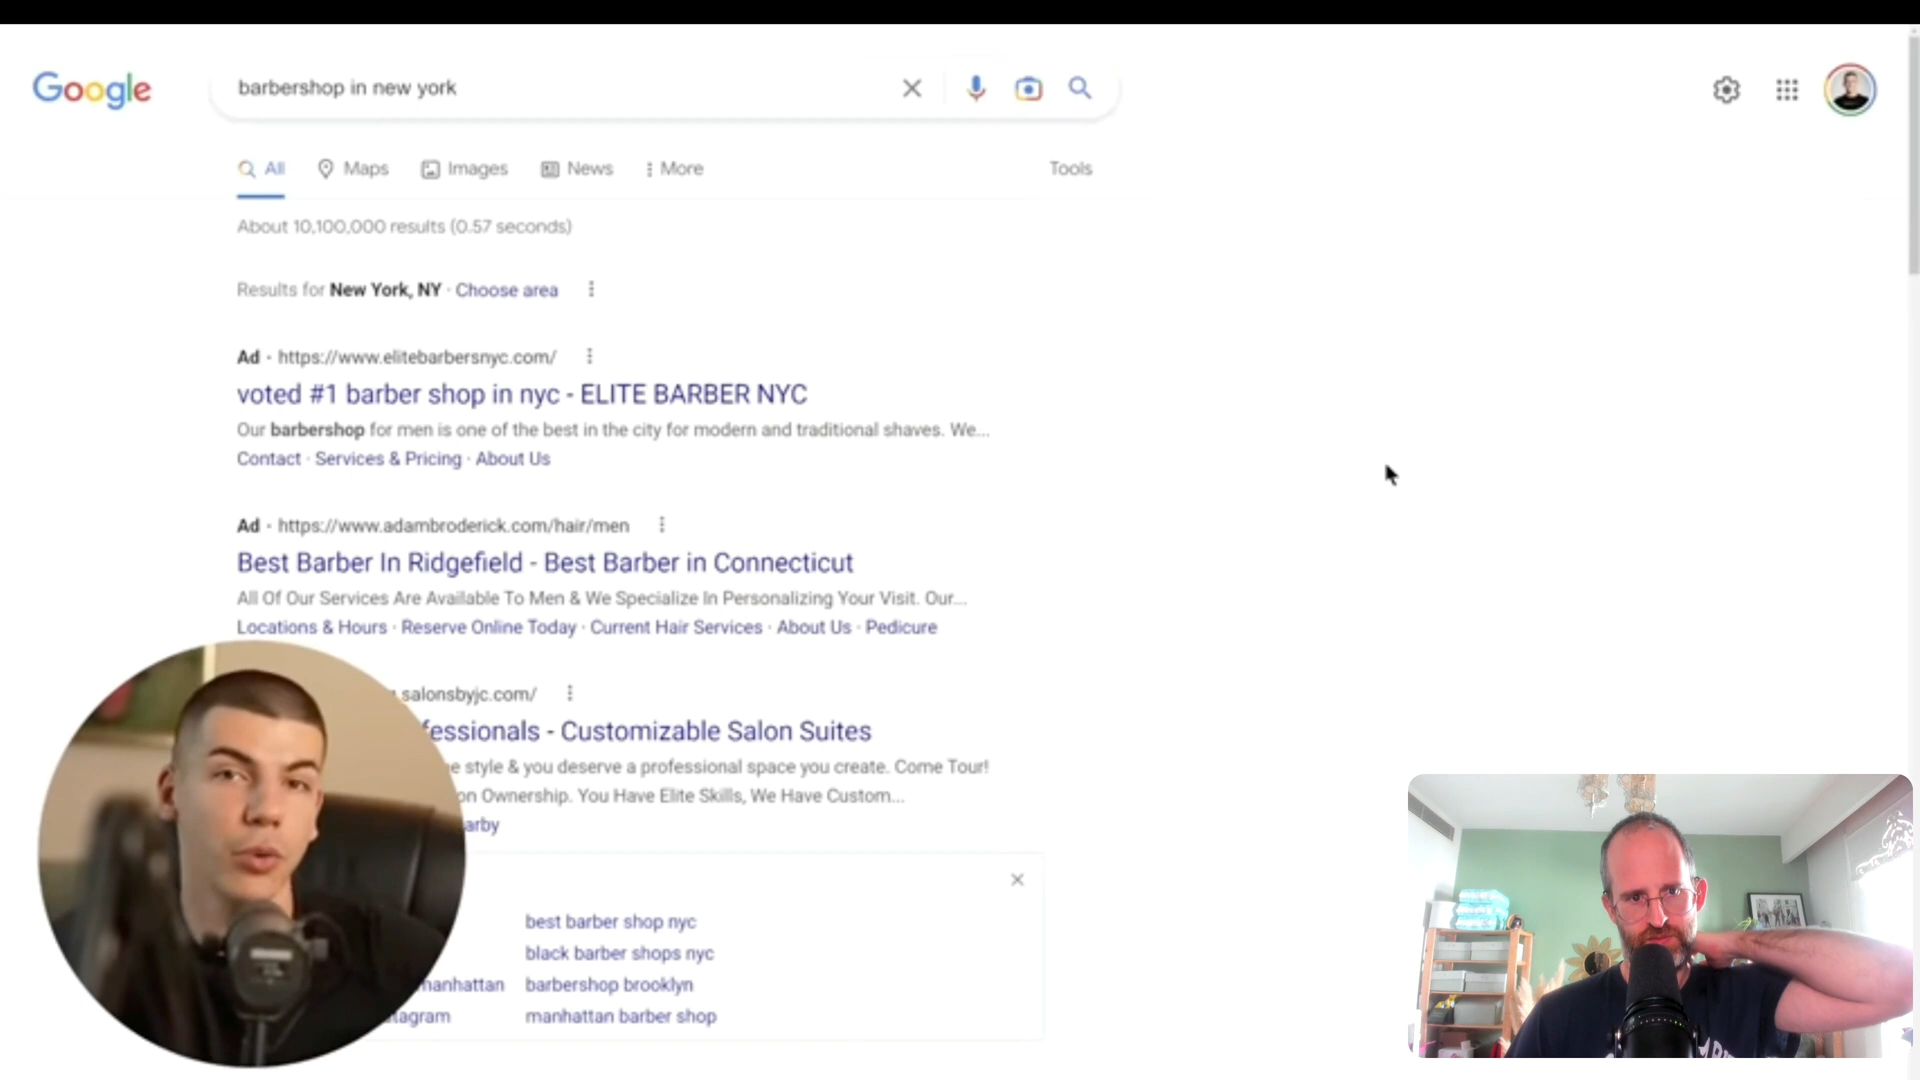 Google
barbershop in new york
All Maps Images News More Tools
About 10,100,000 results (0.57 seconds)
Results for New York, NY · Choose area
Ad · https://www.elitebarbersnyc.com/
voted #1 barber shop in nyc - ELITE BARBER NYC
Our barbershop for men is one of the best in the city for modern and traditional shaves. We...
Contact · Services & Pricing · About Us
Ad · https://www.adambroderick.com/hair/men
Best Barber In Ridgefield - Best Barber in Connecticut
All Of Our Services Are Available To Men & We Specialize In Personalizing Your Visit. Our...
Locations & Hours · Reserve Online Today · Current Hair Services · About Us · Pedicure
.salonsbyjc.com/
fessionals - Customizable Salon Suites
e style & you deserve a professional space you create. Come Tour!
on Ownership. You Have Elite Skills, We Have Custom...
arby
best barber shop nyc
black barber shops nyc
manhattan barbershop brooklyn
tagram manhattan barber shop